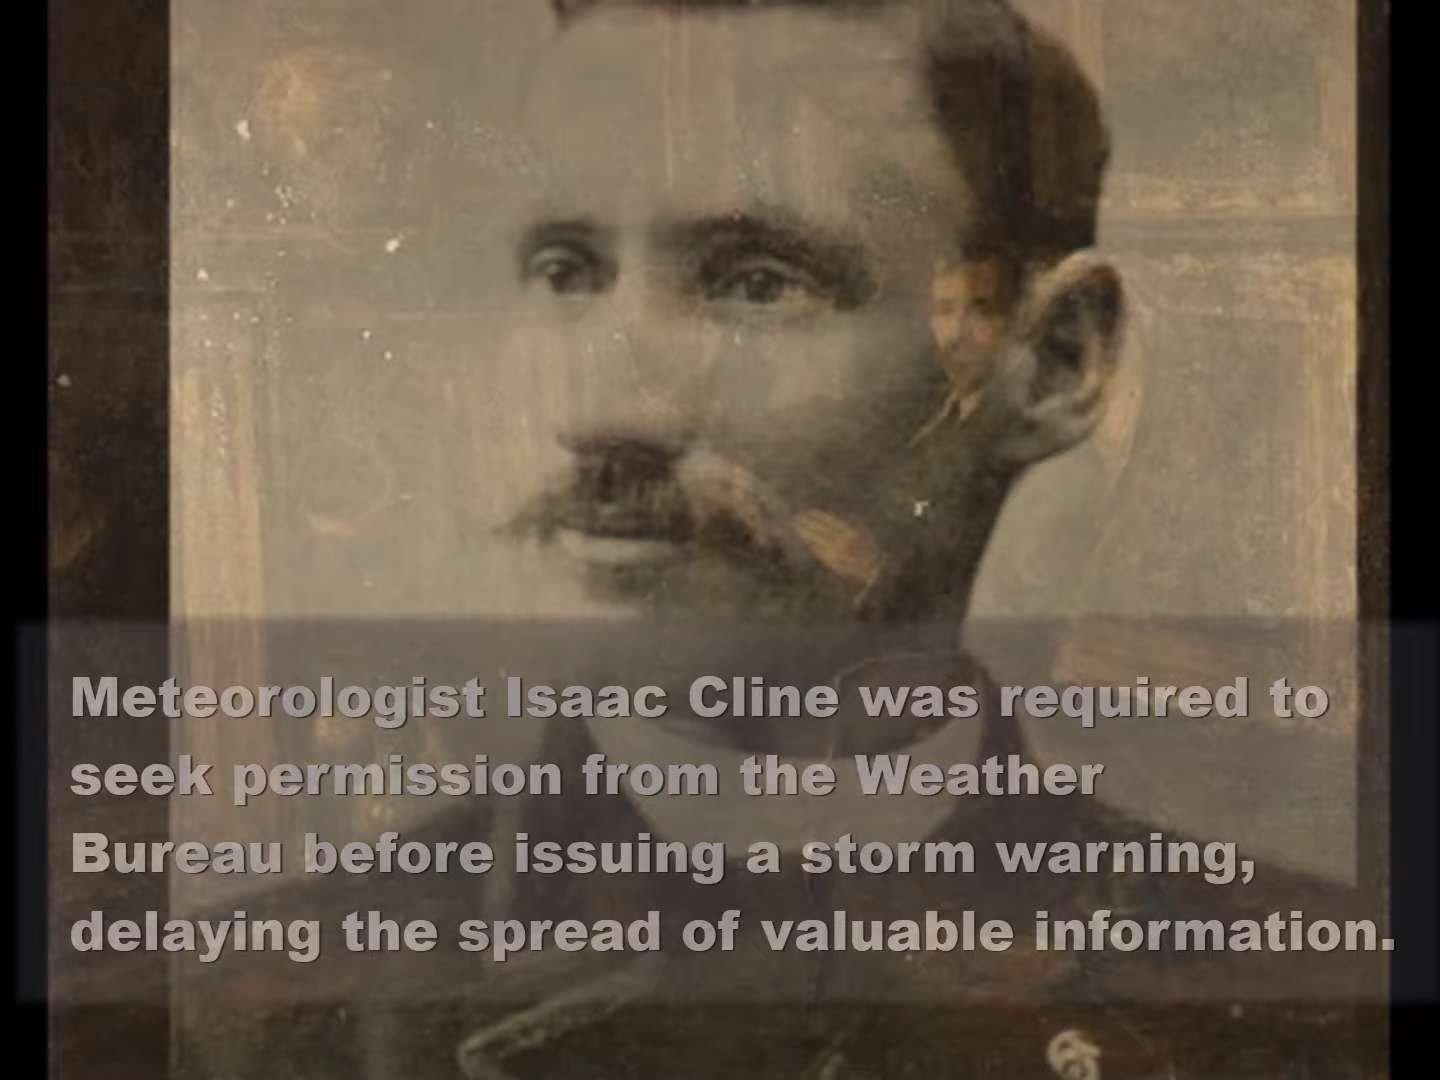 Meteorologist Isaac Cline was required to
seek permission from the Weather
Bureau before issuing a storm warning,
delaying the spread of valuable information.